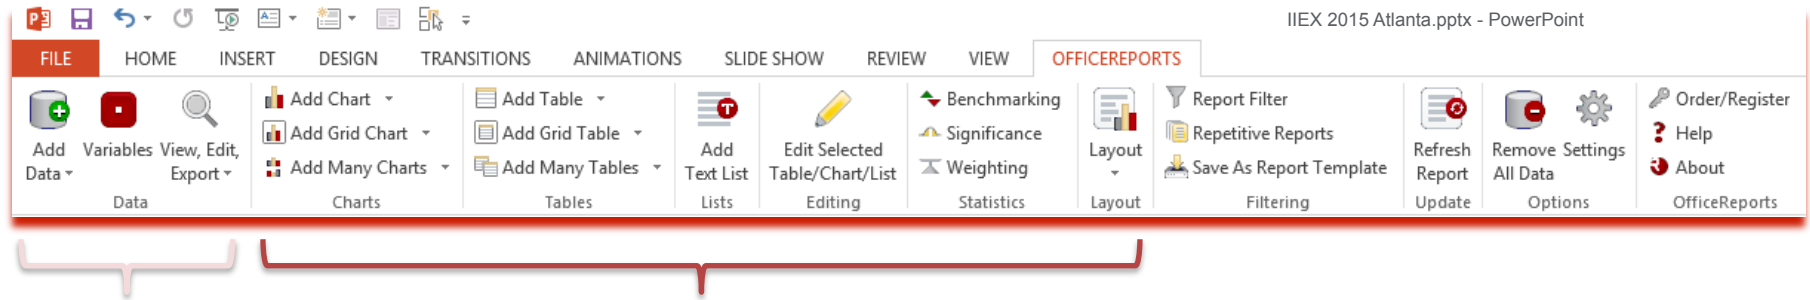 IIEX 2015 Atlanta.pptx - PowerPoint
FILE HOME INSERT DESIGN TRANSITIONS ANIMATIONS SLIDE SHOW REVIEW VIEW OFFICEREPORTS
Add Data
Variables
View, Edit, Export
Data
Add Chart
Add Grid Chart
Add Many Charts
Charts
Add Table
Add Grid Table
Add Many Tables
Tables
Add
Text List
Lists
Edit Selected
Table/Chart/List
Editing
Benchmarking
Significance
Weighting
Statistics
Layout
Layout
Report Filter
Repetitive Reports
Save As Report Template
Filtering
Refresh
Report
Update
Remove
All Data
Settings
Options
Order/Register
Help
About
OfficeReports